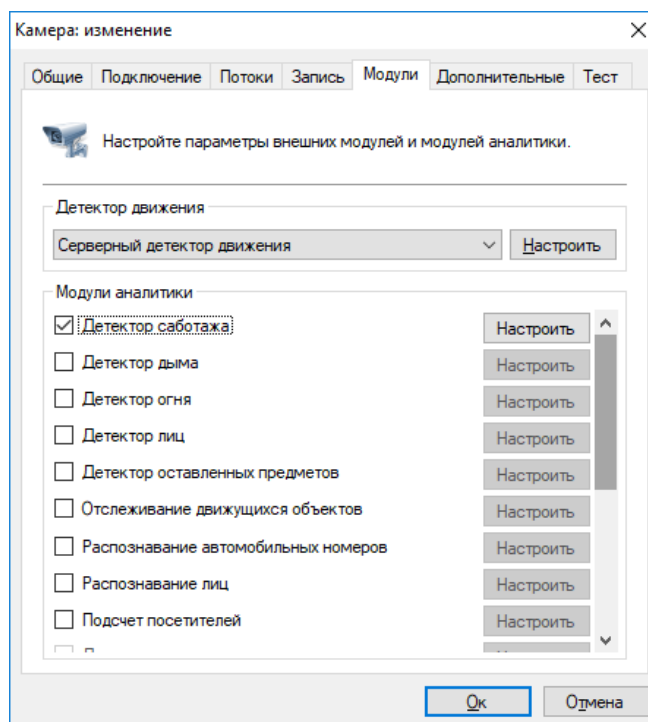 Камера: изменение
Общие Подключение Потоки Запись Модули Дополнительные Тест
Настройте параметры внешних модулей и модулей аналитики.
Детектор движения
Серверный детектор движения Настроить
Модули аналитики
Детектор саботажа Настроить
Детектор дыма Настроить
Детектор огня Настроить
Детектор лиц Настроить
Детектор оставленных предметов Настроить
Отслеживание движущихся объектов Настроить
Распознавание автомобильных номеров Настроить
Распознавание лиц Настроить
Подсчет посетителей Настроить
Ок Отмена